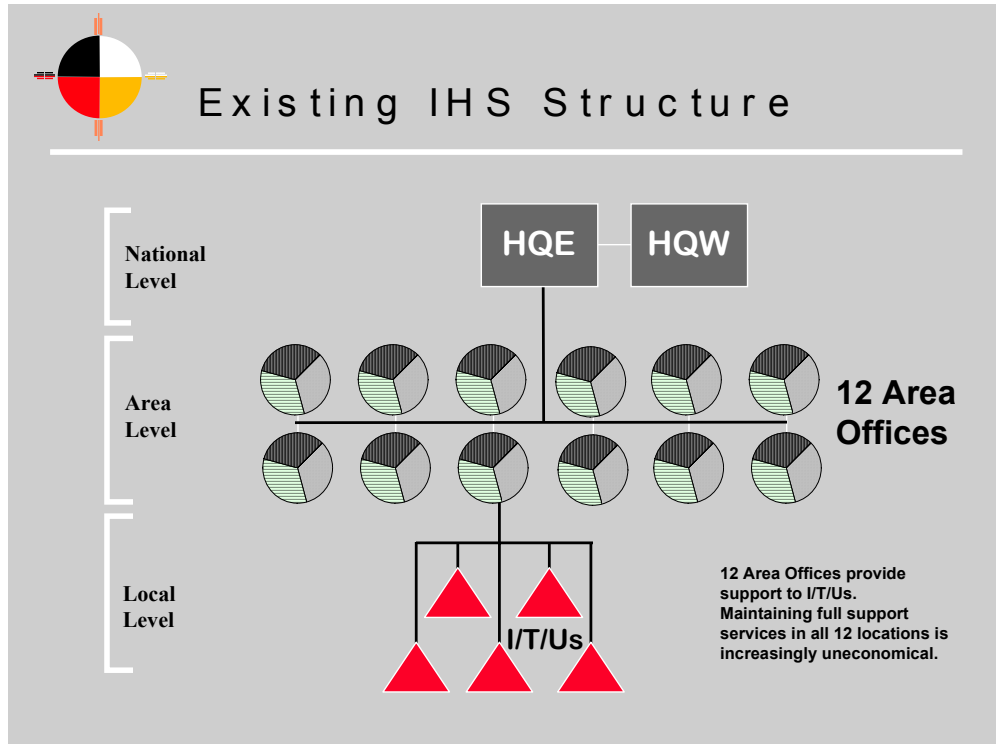 Existing IHS Structure
National
Level
HQE
HQW
Area
Level
12 Area
Offices
Local
Level
I/T/Us
12 Area Offices provide
support to I/T/Us.
Maintaining full support
services in all 12 locations is
increasingly uneconomical.